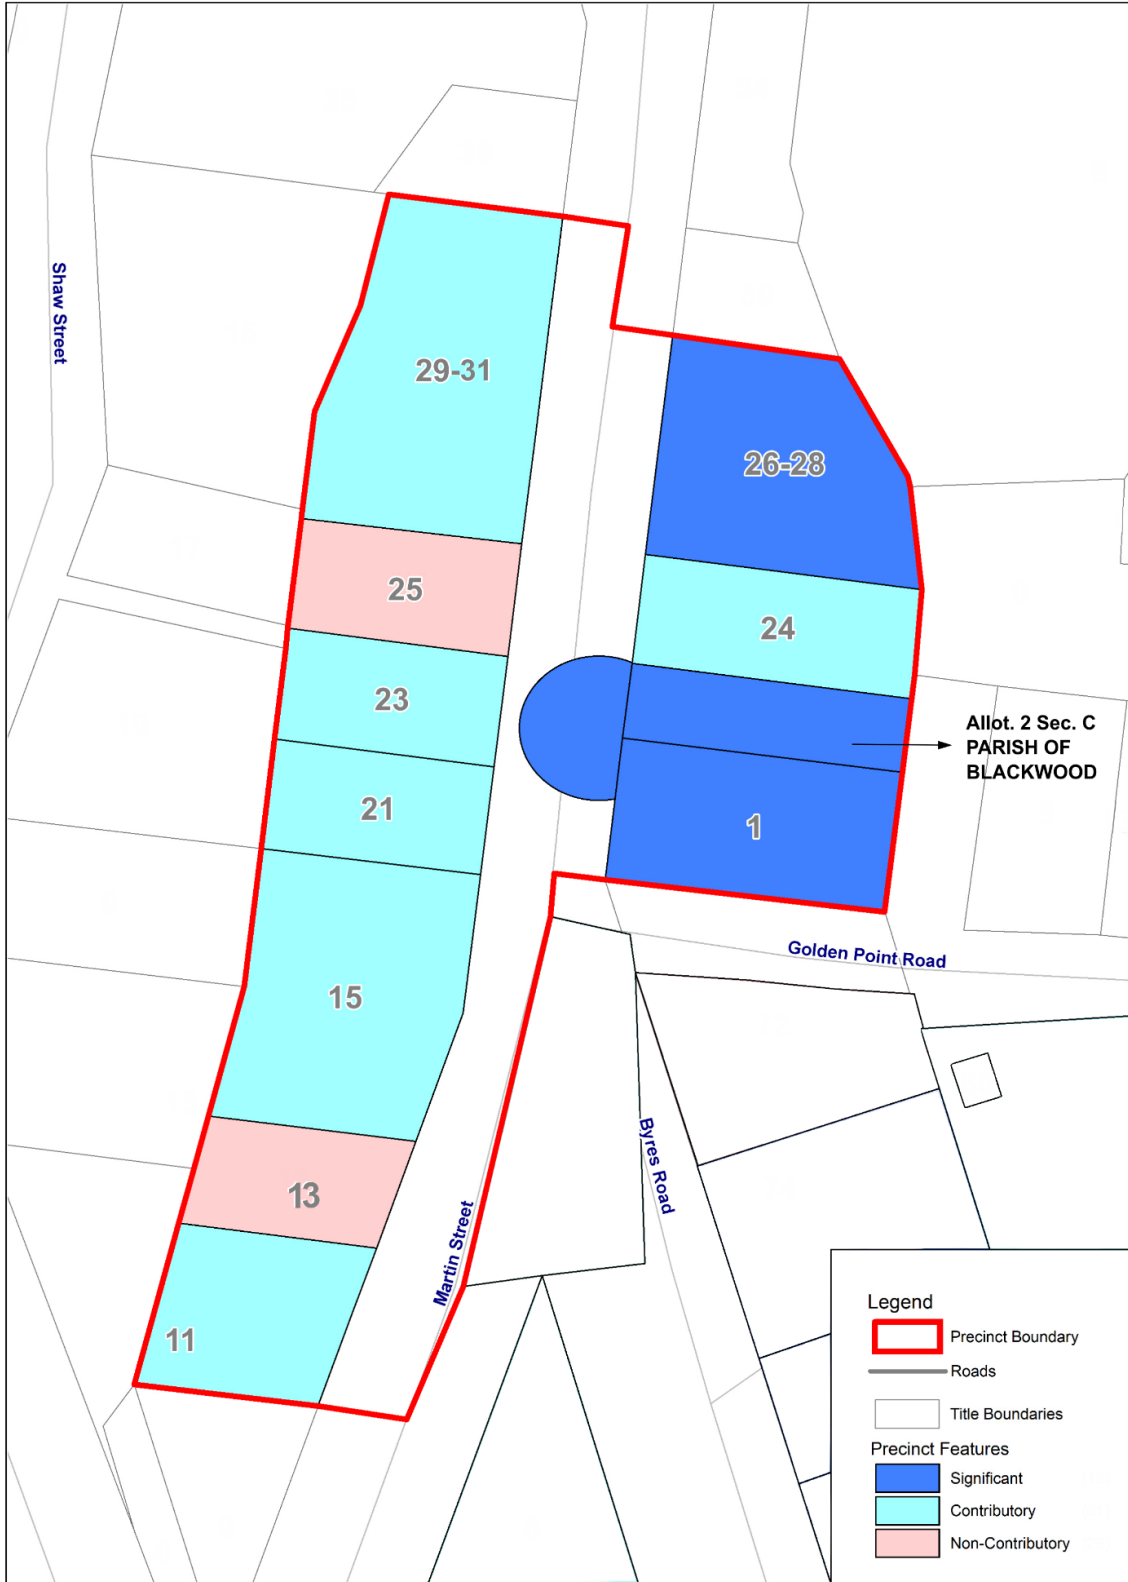 Shaw Street
29-31
26-28
25
24
23
Allot. 2 Sec. C
PARISH OF
BLACKWOOD
21
1
Golden Point Road
15
Byres Road
13
Martin Street
11
Legend
Precinct Boundary
Roads
Title Boundaries
Precinct Features
Significant
Contributory
Non-Contributory